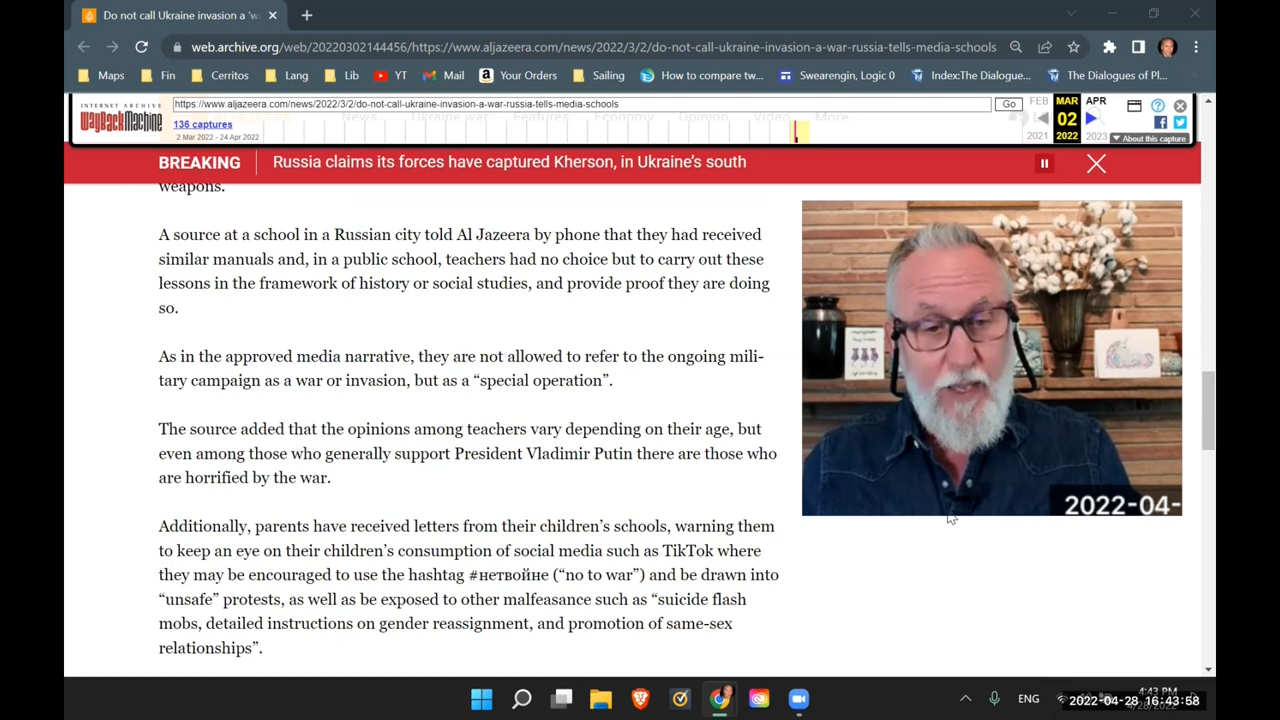 Do not call Ukraine invasion a 'w
web.archive.org/web/20220302144456/https://www.aljazeera.com/news/2022/3/2/do-not-call-ukraine-invasion-a-war-russia-tells-media-schools
Maps Fin Cerritos Lang Lib YT Mail Your Orders Sailing How to compare tw... Swearengin, Logic 0 Index:The Dialogue... The Dialogues of Pl...
INTERNET ARCHIVE
WayBackMachine
https://www.aljazeera.com/news/2022/3/2/do-not-call-ukraine-invasion-a-war-russia-tells-media-schools
Go
FEB MAR APR
136 captures
02
2 Mar 2022 - 24 Apr 2022
2021 2022 2023
About this capture
News Ukraine war Features Economy Opinion Video More
BREAKING Russia claims its forces have captured Kherson, in Ukraine's south
weapons.
A source at a school in a Russian city told Al Jazeera by phone that they had received
similar manuals and, in a public school, teachers had no choice but to carry out these
lessons in the framework of history or social studies, and provide proof they are doing
so.
As in the approved media narrative, they are not allowed to refer to the ongoing mili-
tary campaign as a war or invasion, but as a “special operation”.
The source added that the opinions among teachers vary depending on their age, but
even among those who generally support President Vladimir Putin there are those who
are horrified by the war.
Additionally, parents have received letters from their children’s schools, warning them
to keep an eye on their children’s consumption of social media such as TikTok where
they may be encouraged to use the hashtag #нетвойне (“no to war”) and be drawn into
“unsafe” protests, as well as be exposed to other malfeasance such as “suicide flash
mobs, detailed instructions on gender reassignment, and promotion of same-sex
relationships”.
2022-04-
ENG
4:43 PM
2022-04-28 16:43:58